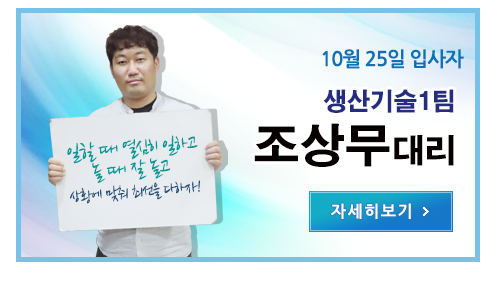 10월 25일 입사자
생산기술1팀
조상무대리
자세히보기 >
일할 때 열심히 일하고
놀 때 잘 놀고
상황에 맞춰 최선을 다하자!